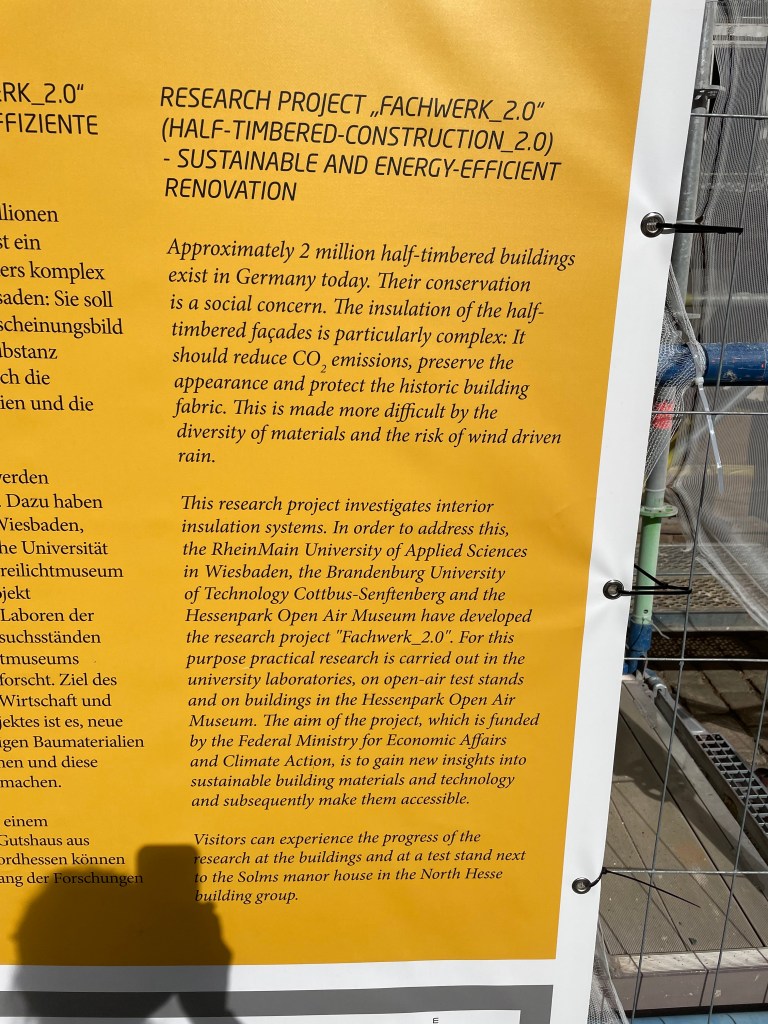 RK_2.0“
FFIZIENTE
llionen
st ein
ers komplex
saden: Sie soll
scheinungsbild
ubstanz
ch die
ien und die
werden
. Dazu haben
Wiesbaden,
he Universität
reilichtmuseum
ojekt
Laboren der
suchsständen
tmuseums
forscht. Ziel des
Wirtschaft und
jektes ist es, neue
igen Baumaterialien
nen und diese
machen.
einem
Gutshaus aus
ordhessen können
ang der Forschungen
RESEARCH PROJECT „FACHWERK_2.0“
(HALF-TIMBERED-CONSTRUCTION_2.0)
- SUSTAINABLE AND ENERGY-EFFICIENT
RENOVATION
Approximately 2 million half-timbered buildings
exist in Germany today. Their conservation
is a social concern. The insulation of the half-
timbered façades is particularly complex: It
should reduce CO₂ emissions, preserve the
appearance and protect the historic building
fabric. This is made more difficult by the
diversity of materials and the risk of wind driven
rain.
This research project investigates interior
insulation systems. In order to address this,
the RheinMain University of Applied Sciences
in Wiesbaden, the Brandenburg University
of Technology Cottbus-Senftenberg and the
Hessenpark Open Air Museum have developed
the research project "Fachwerk_2.0". For this
purpose practical research is carried out in the
university laboratories, on open-air test stands
and on buildings in the Hessenpark Open Air
Museum. The aim of the project, which is funded
by the Federal Ministry for Economic Affairs
and Climate Action, is to gain new insights into
sustainable building materials and technology
and subsequently make them accessible.
Visitors can experience the progress of the
research at the buildings and at a test stand next
to the Solms manor house in the North Hesse
building group.